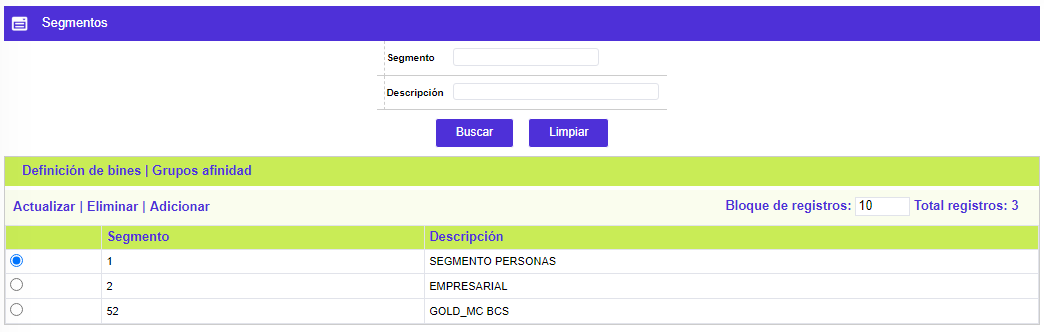 Segmentos
Segmento
Descripción
Buscar Limpiar
Definición de bines | Grupos afinidad
Actualizar | Eliminar | Adicionar Bloque de registros: 10 Total registros: 3
Segmento Descripción
1 SEGMENTO PERSONAS
2 EMPRESARIAL
52 GOLD_MC BCS